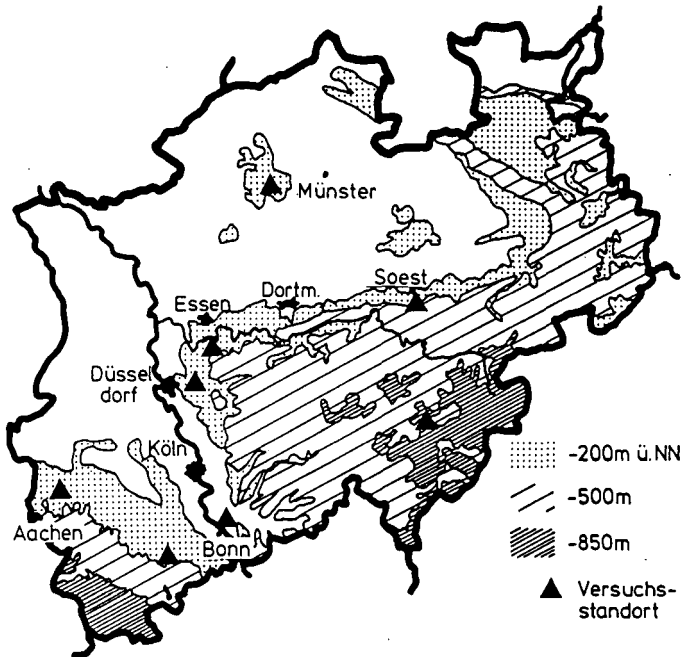 Münster
Dortm.
Soest
Essen
Düssel
dorf
Köln
Aachen
Bonn
-200m ü.NN
-500m
-850m
Versuchs-
standort